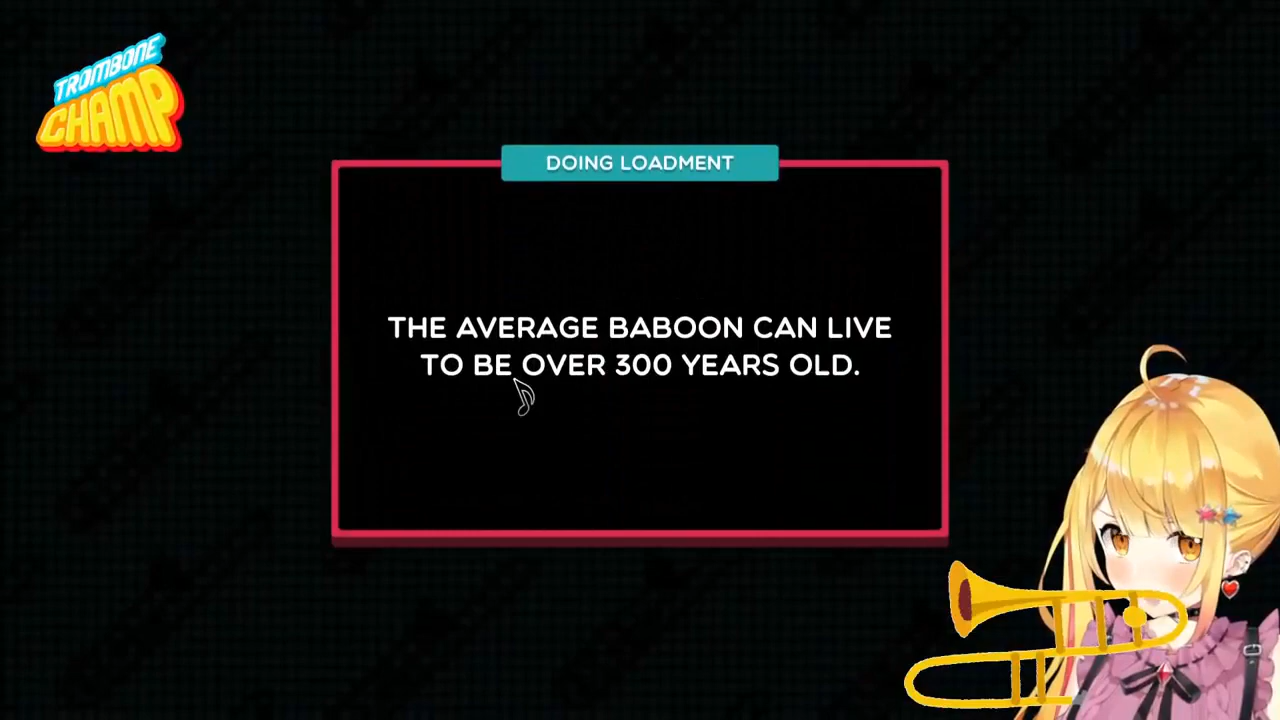 TROMBONE
CHAMP
DOING LOADMENT
THE AVERAGE BABOON CAN LIVE
TO BE OVER 300 YEARS OLD.